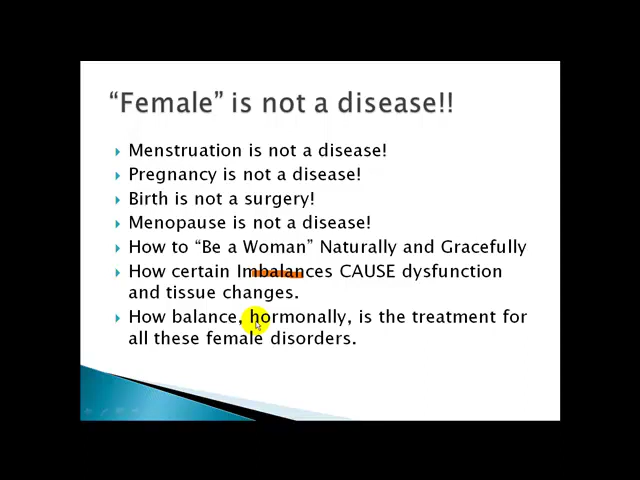 “Female” is not a disease!!
Menstruation is not a disease!
Pregnancy is not a disease!
Birth is not a surgery!
Menopause is not a disease!
How to “Be a Woman” Naturally and Gracefully
How certain Imbalances CAUSE dysfunction
and tissue changes.
How balance, hormonally, is the treatment for
all these female disorders.